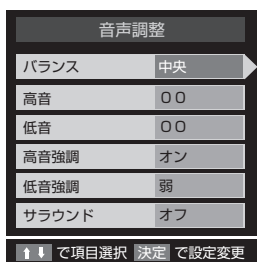 音声調整
バランス 中央
高音 00
低音 00
高音強調 オン
低音強調 弱
サラウンド オフ
⬆⬇ で項目選択 決定 で設定変更